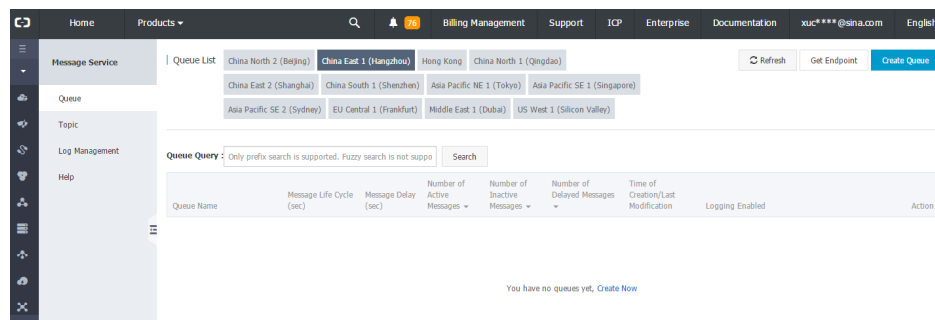 Home Products 76 Billing Management Support ICP Enterprise Documentation xuc****@sina.com English
Message Service
Queue
Topic
Log Management
Help
Queue List China North 2 (Beijing) China East 1 (Hangzhou) Hong Kong China North 1 (Qingdao)
China East 2 (Shanghai) China South 1 (Shenzhen) Asia Pacific NE 1 (Tokyo) Asia Pacific SE 1 (Singapore)
Asia Pacific SE 2 (Sydney) EU Central 1 (Frankfurt) Middle East 1 (Dubai) US West 1 (Silicon Valley)
Refresh Get Endpoint Create Queue
Queue Query : Only prefix search is supported. Fuzzy search is not suppo Search
Queue Name
Message Life Cycle
(sec)
Message Delay
(sec)
Number of
Active
Messages
Number of
Inactive
Messages
Number of
Delayed Messages
Time of
Creation/Last
Modification
Logging Enabled
Action
You have no queues yet, Create Now